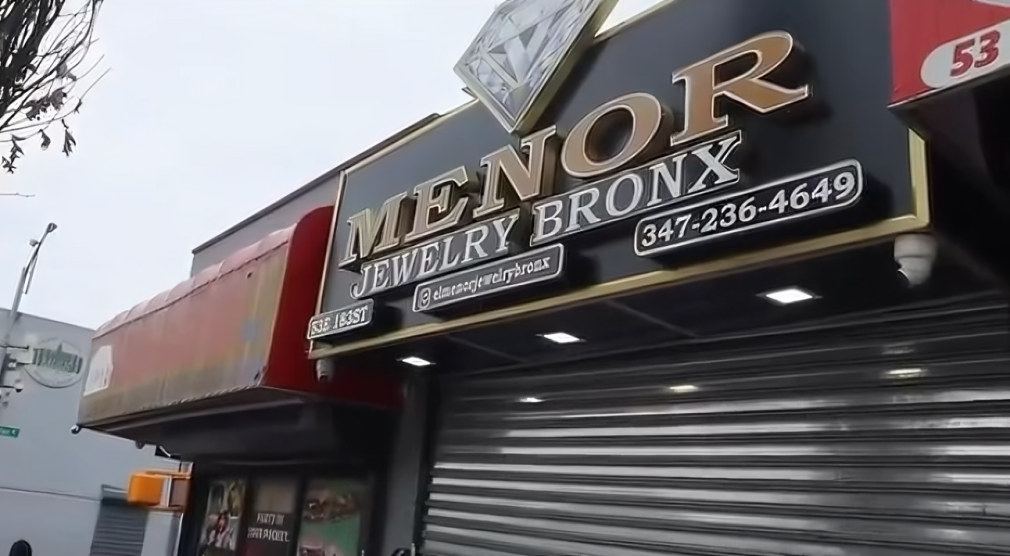 53
MENOR
JEWELRY BRONX
347-236-4649
elmenorjewelrybronx
53E 183ST